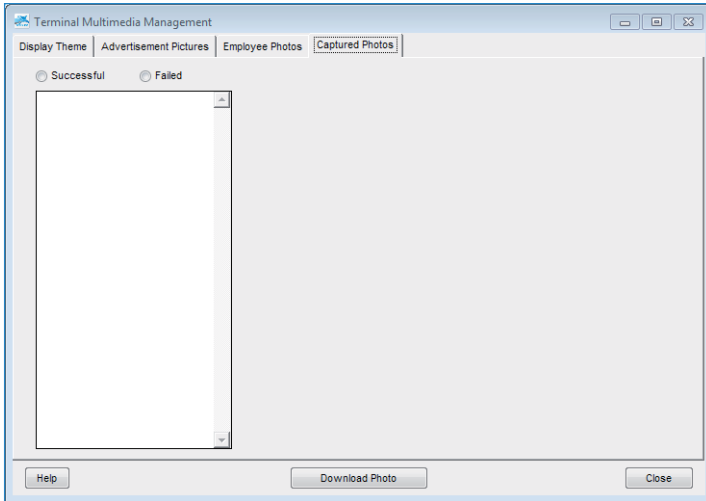 Terminal Multimedia Management
Display Theme Advertisement Pictures Employee Photos Captured Photos
Successful Failed
Help Download Photo Close